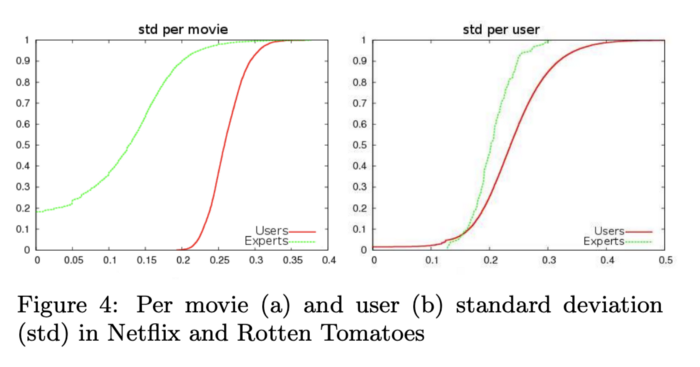 std per movie
1
0.9
0.8
0.7
0.6
0.5
0.4
0.3
0.2
0.1
0
0 0.05 0.1 0.15 0.2 0.25 0.3 0.35 0.4
Users
Experts
std per user
1
0.9
0.8
0.7
0.6
0.5
0.4
0.3
0.2
0.1
0
0 0.1 0.2 0.3 0.4 0.5
Users
Experts
Figure 4: Per movie (a) and user (b) standard deviation
(std) in Netflix and Rotten Tomatoes